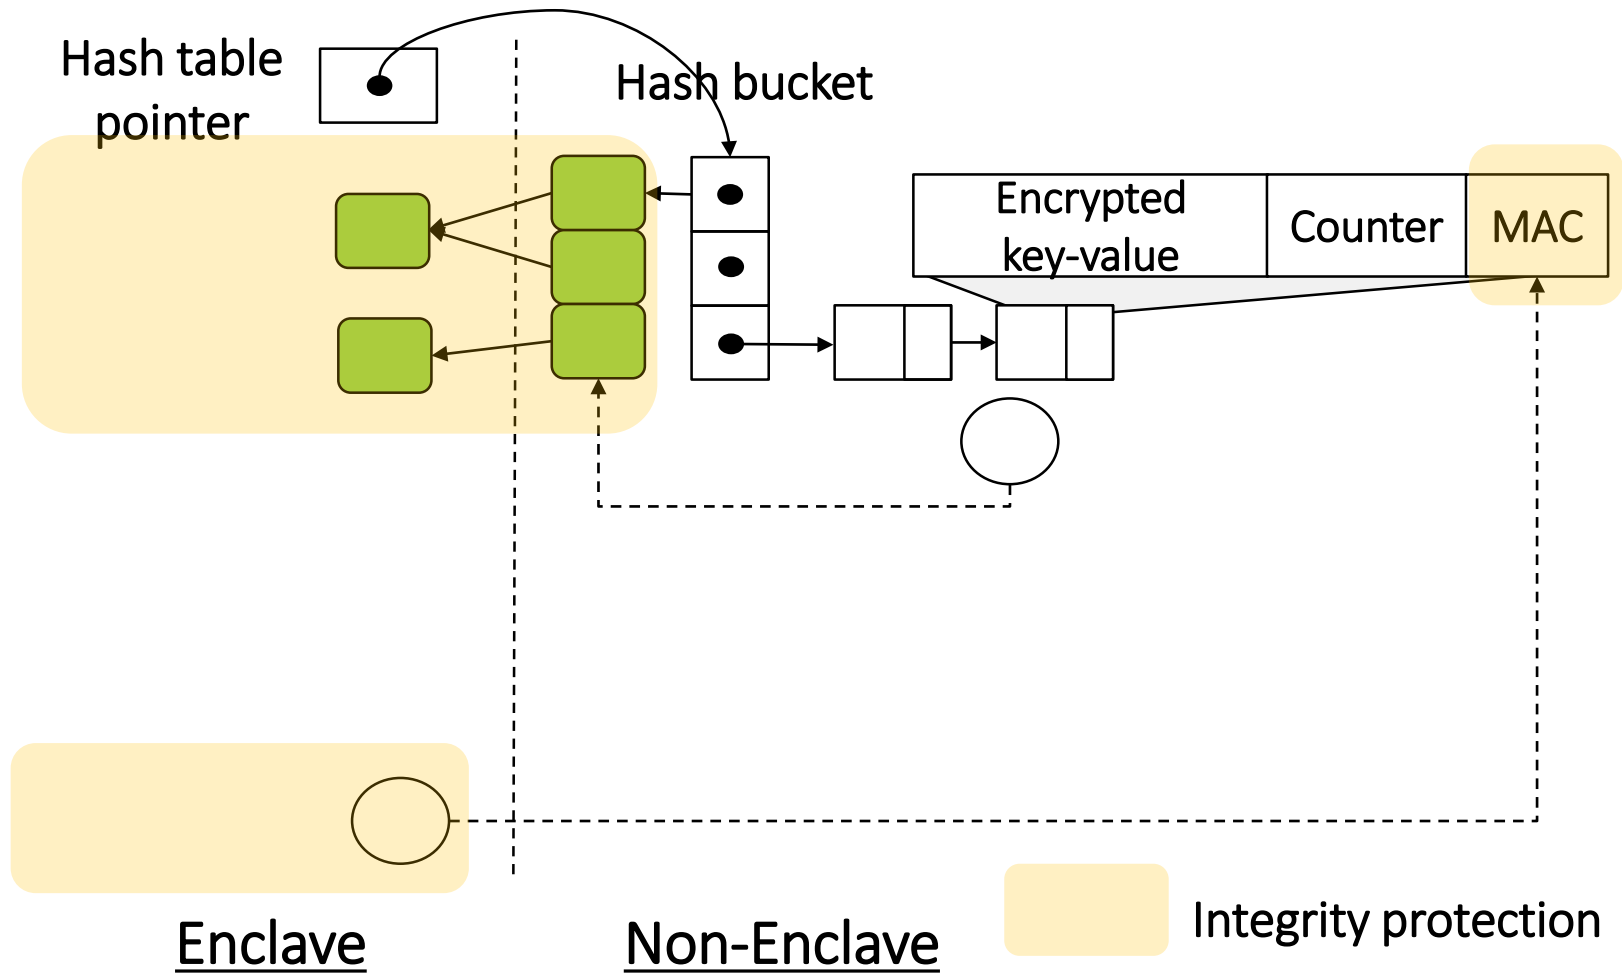 Hash table
pointer
Hash bucket
Encrypted
key-value
Counter
MAC
Enclave
Non-Enclave
Integrity protection